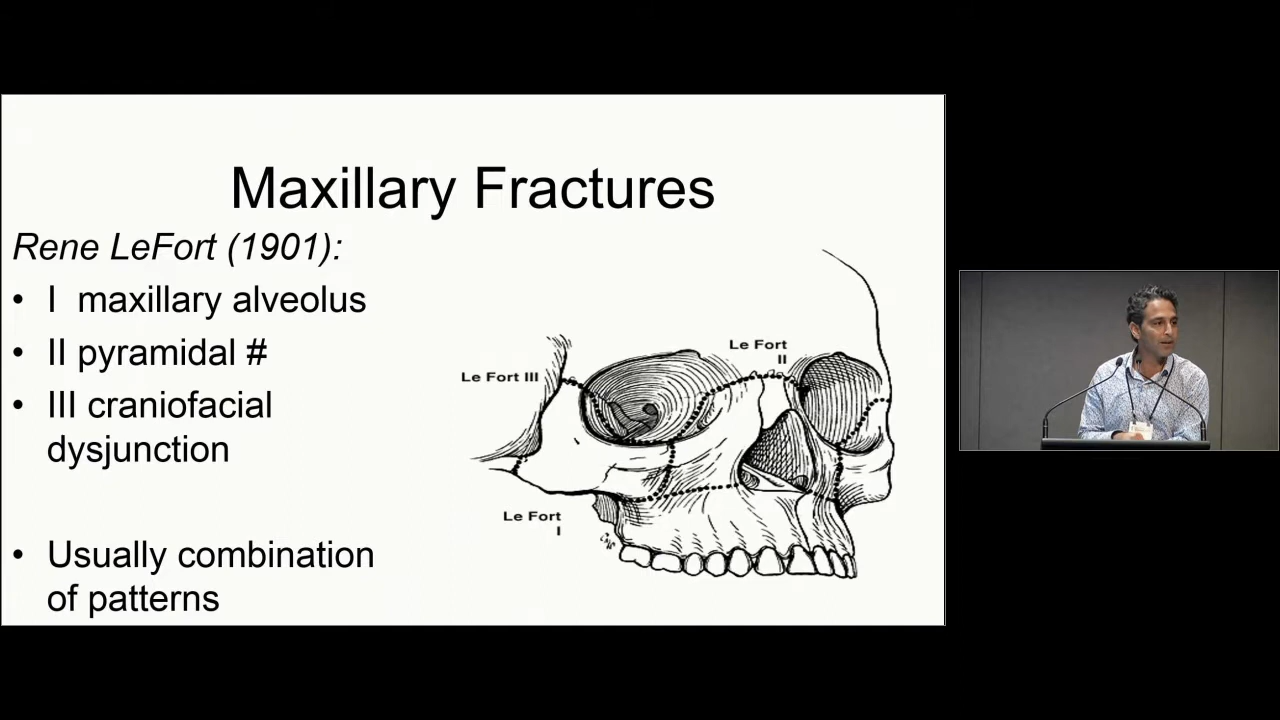 Maxillary Fractures
Rene LeFort (1901):
• I  maxillary alveolus
• II pyramidal #
• III craniofacial
dysjunction
• Usually combination
of patterns
Le Fort
II
Le Fort III
Le Fort
I